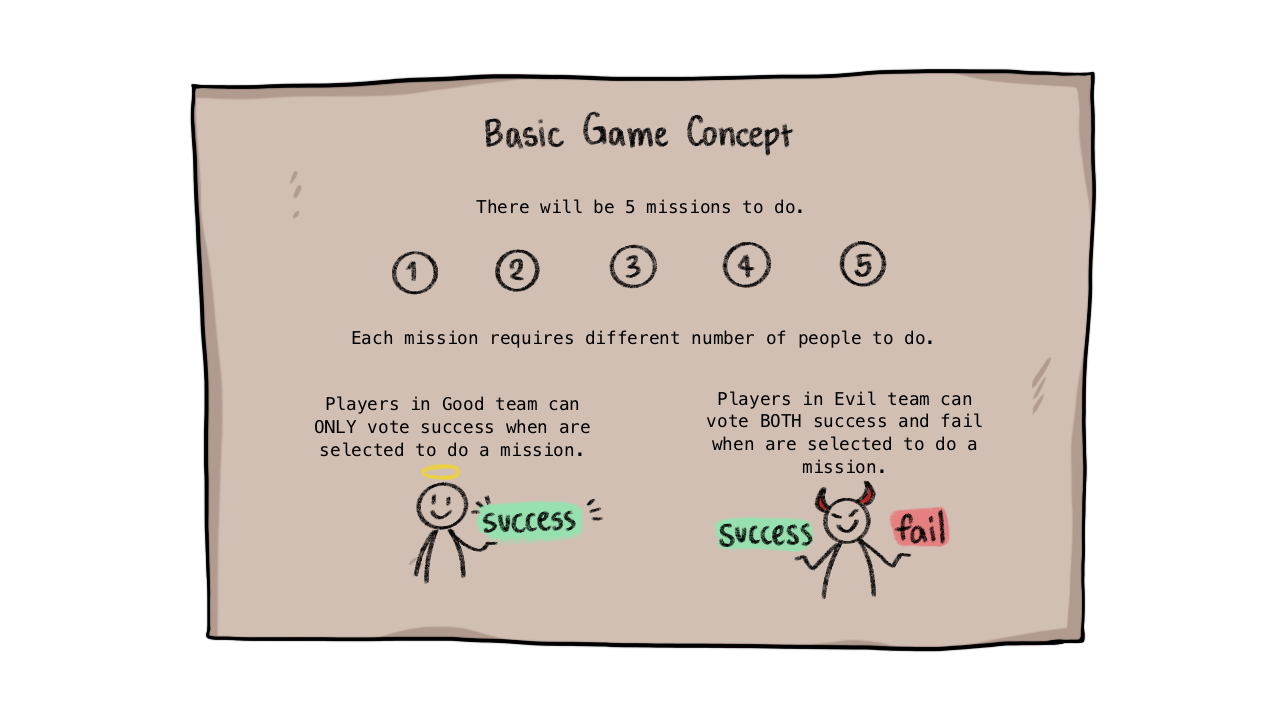 Basic Game Concept
There will be 5 missions to do.
1 2 3 4 5
Each mission requires different number of people to do.
Players in Good team can
ONLY vote success when are
selected to do a mission.
success
Players in Evil team can
vote BOTH success and fail
when are selected to do a
mission.
success fail